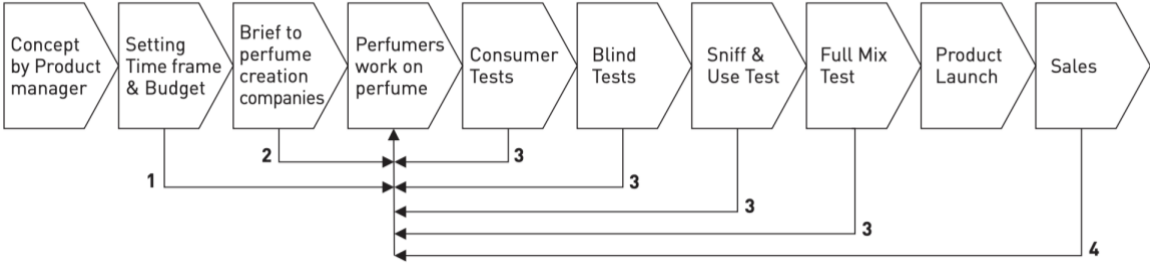 Concept
by Product
manager
Setting
Time frame
& Budget
Brief to
perfume
creation
companies
Perfumers
work on
perfume
Consumer
Tests
Blind
Tests
Sniff &
Use Test
Full Mix
Test
Product
Launch
Sales
2
3
1
3
3
3
4